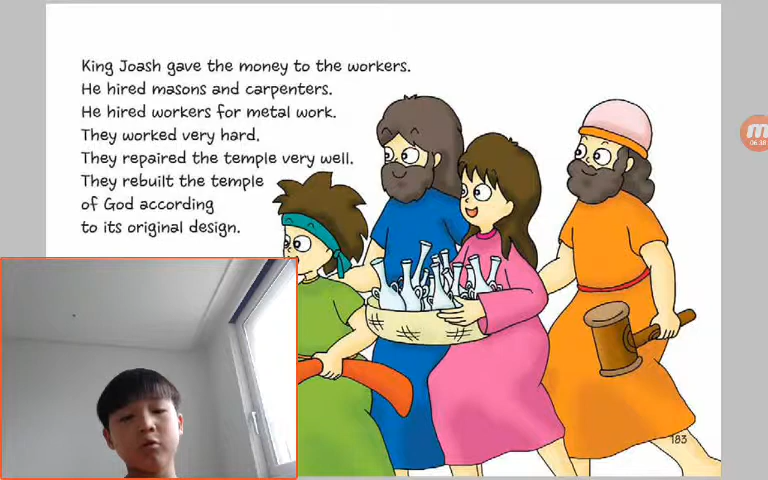 King Joash gave the money to the workers.
He hired masons and carpenters.
He hired workers for metal work.
They worked very hard.
They repaired the temple very well.
They rebuilt the temple
of God according
to its original design.
06:38
183